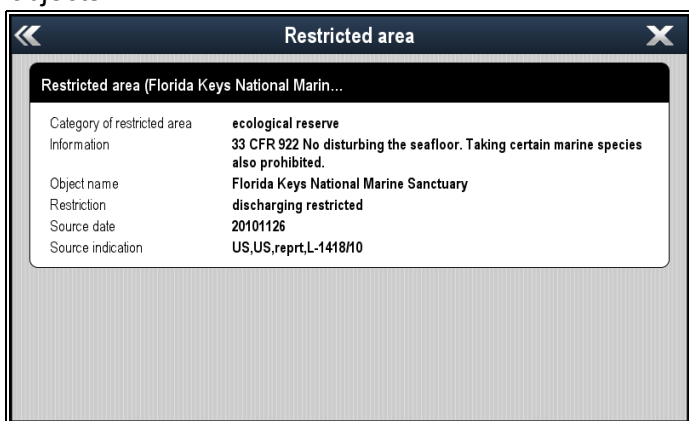 Restricted area
Restricted area (Florida Keys National Marin...
Category of restricted area ecological reserve
Information 33 CFR 922 No disturbing the seafloor. Taking certain marine species
also prohibited.
Object name Florida Keys National Marine Sanctuary
Restriction discharging restricted
Source date 20101126
Source indication US,US,reprt,L-1418/10